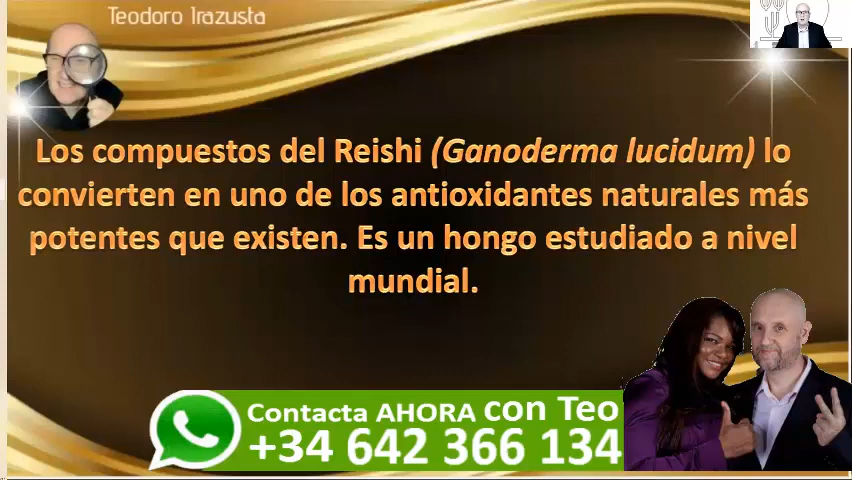 Teodoro Irazusta
Los compuestos del Reishi (Ganoderma lucidum) lo
convierten en uno de los antioxidantes naturales más
potentes que existen. Es un hongo estudiado a nivel
mundial.
Contacta AHORA con Teo
+34 642 366 134